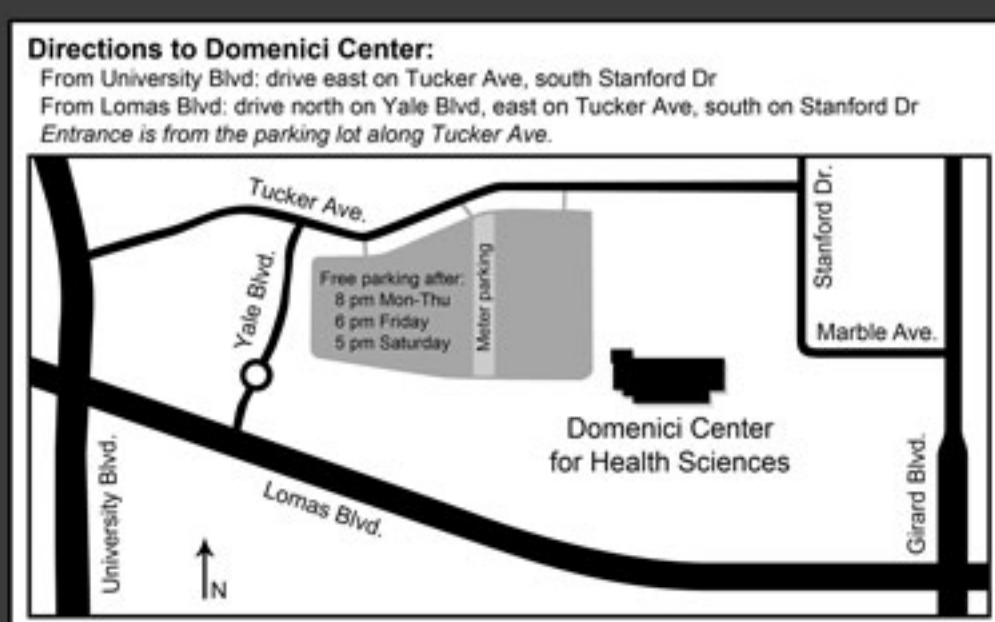 Directions to Domenici Center:
From University Blvd: drive east on Tucker Ave, south Stanford Dr
From Lomas Blvd: drive north on Yale Blvd, east on Tucker Ave, south on Stanford Dr
Entrance is from the parking lot along Tucker Ave.
Tucker Ave.
Stanford Dr.
Yale Blvd.
Free parking after:
8 pm Mon-Thu
6 pm Friday
5 pm Saturday
Meter parking
Marble Ave.
Domenici Center
for Health Sciences
University Blvd.
Lomas Blvd.
Girard Blvd.
N